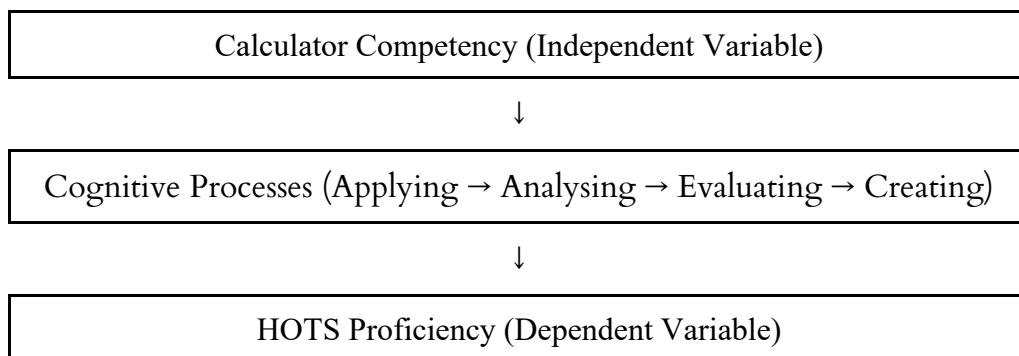 Calculator Competency (Independent Variable)
↓
Cognitive Processes (Applying → Analysing → Evaluating → Creating)
↓
HOTS Proficiency (Dependent Variable)